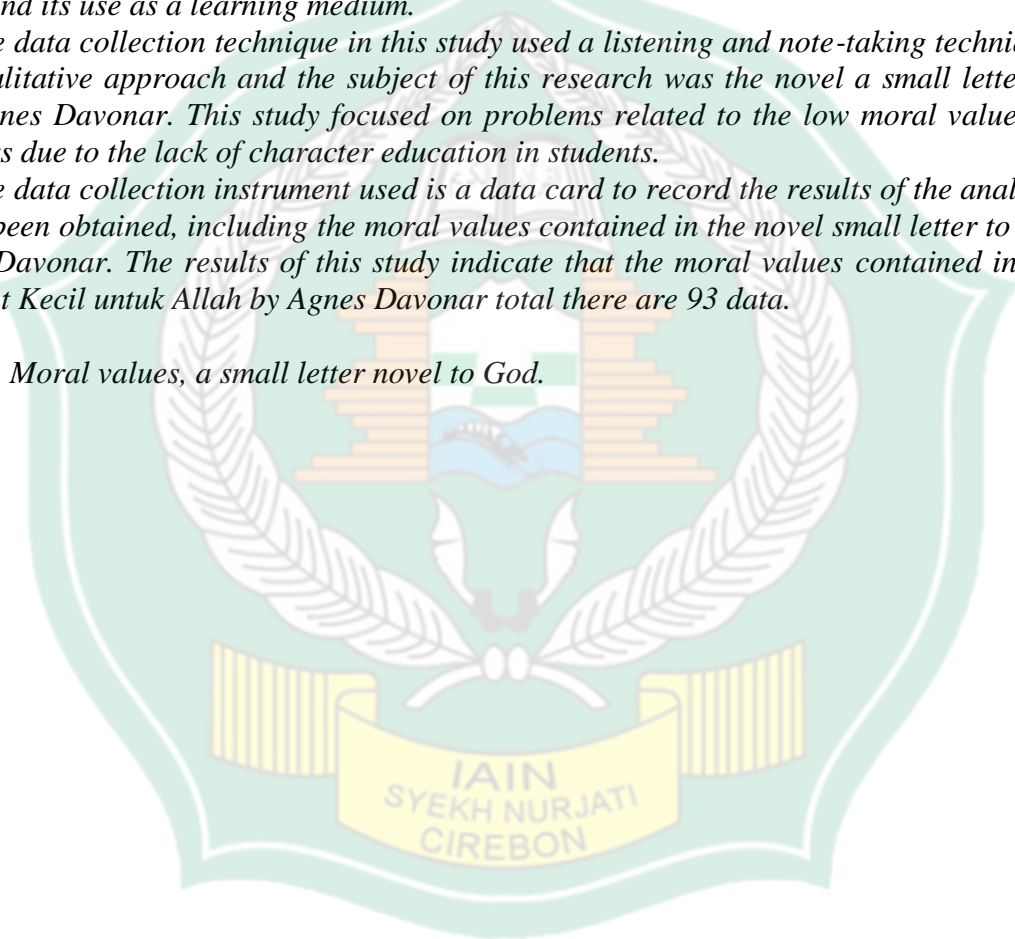 nd its use as a learning medium.
e data collection technique in this study used a listening and note-taking techni
litative approach and the subject of this research was the novel a small lette
nes Davonar. This study focused on problems related to the low moral value
s due to the lack of character education in students.
e data collection instrument used is a data card to record the results of the anal
been obtained, including the moral values contained in the novel small letter to
Davonar. The results of this study indicate that the moral values contained in
t Kecil untuk Allah by Agnes Davonar total there are 93 data.
Moral values, a small letter novel to God.
IAIN
SYEKH NURJATI
CIREBON